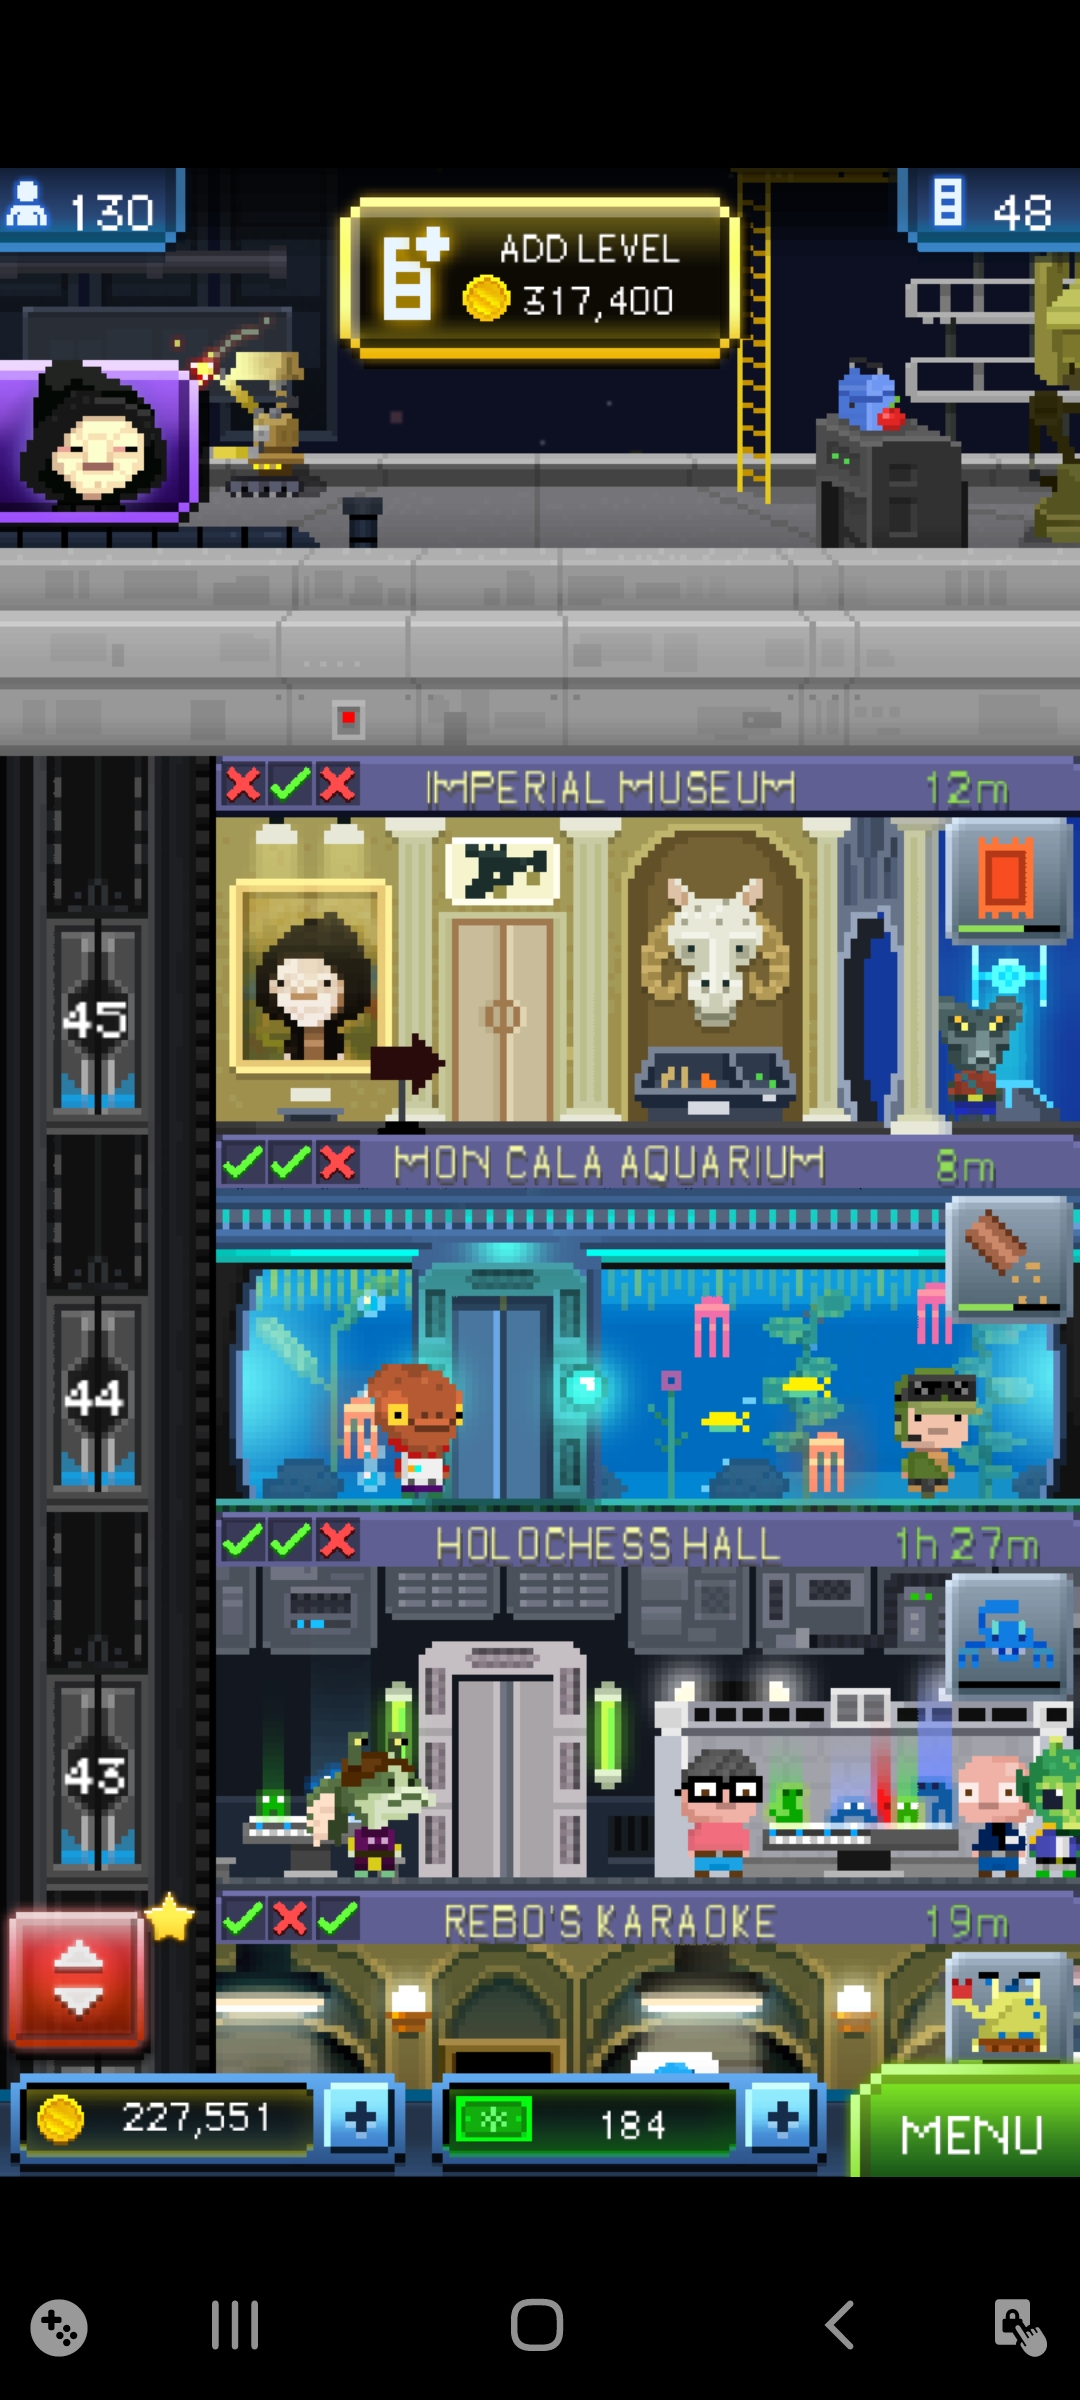 130
ADD LEVEL
317,400
48
IMPERIAL MUSEUM 12m
45
MON CALA AQUARIUM 8m
44
HOLOCHESS HALL 1h 27m
43
REBO'S KARAOKE 19m
227,551
184
MENU